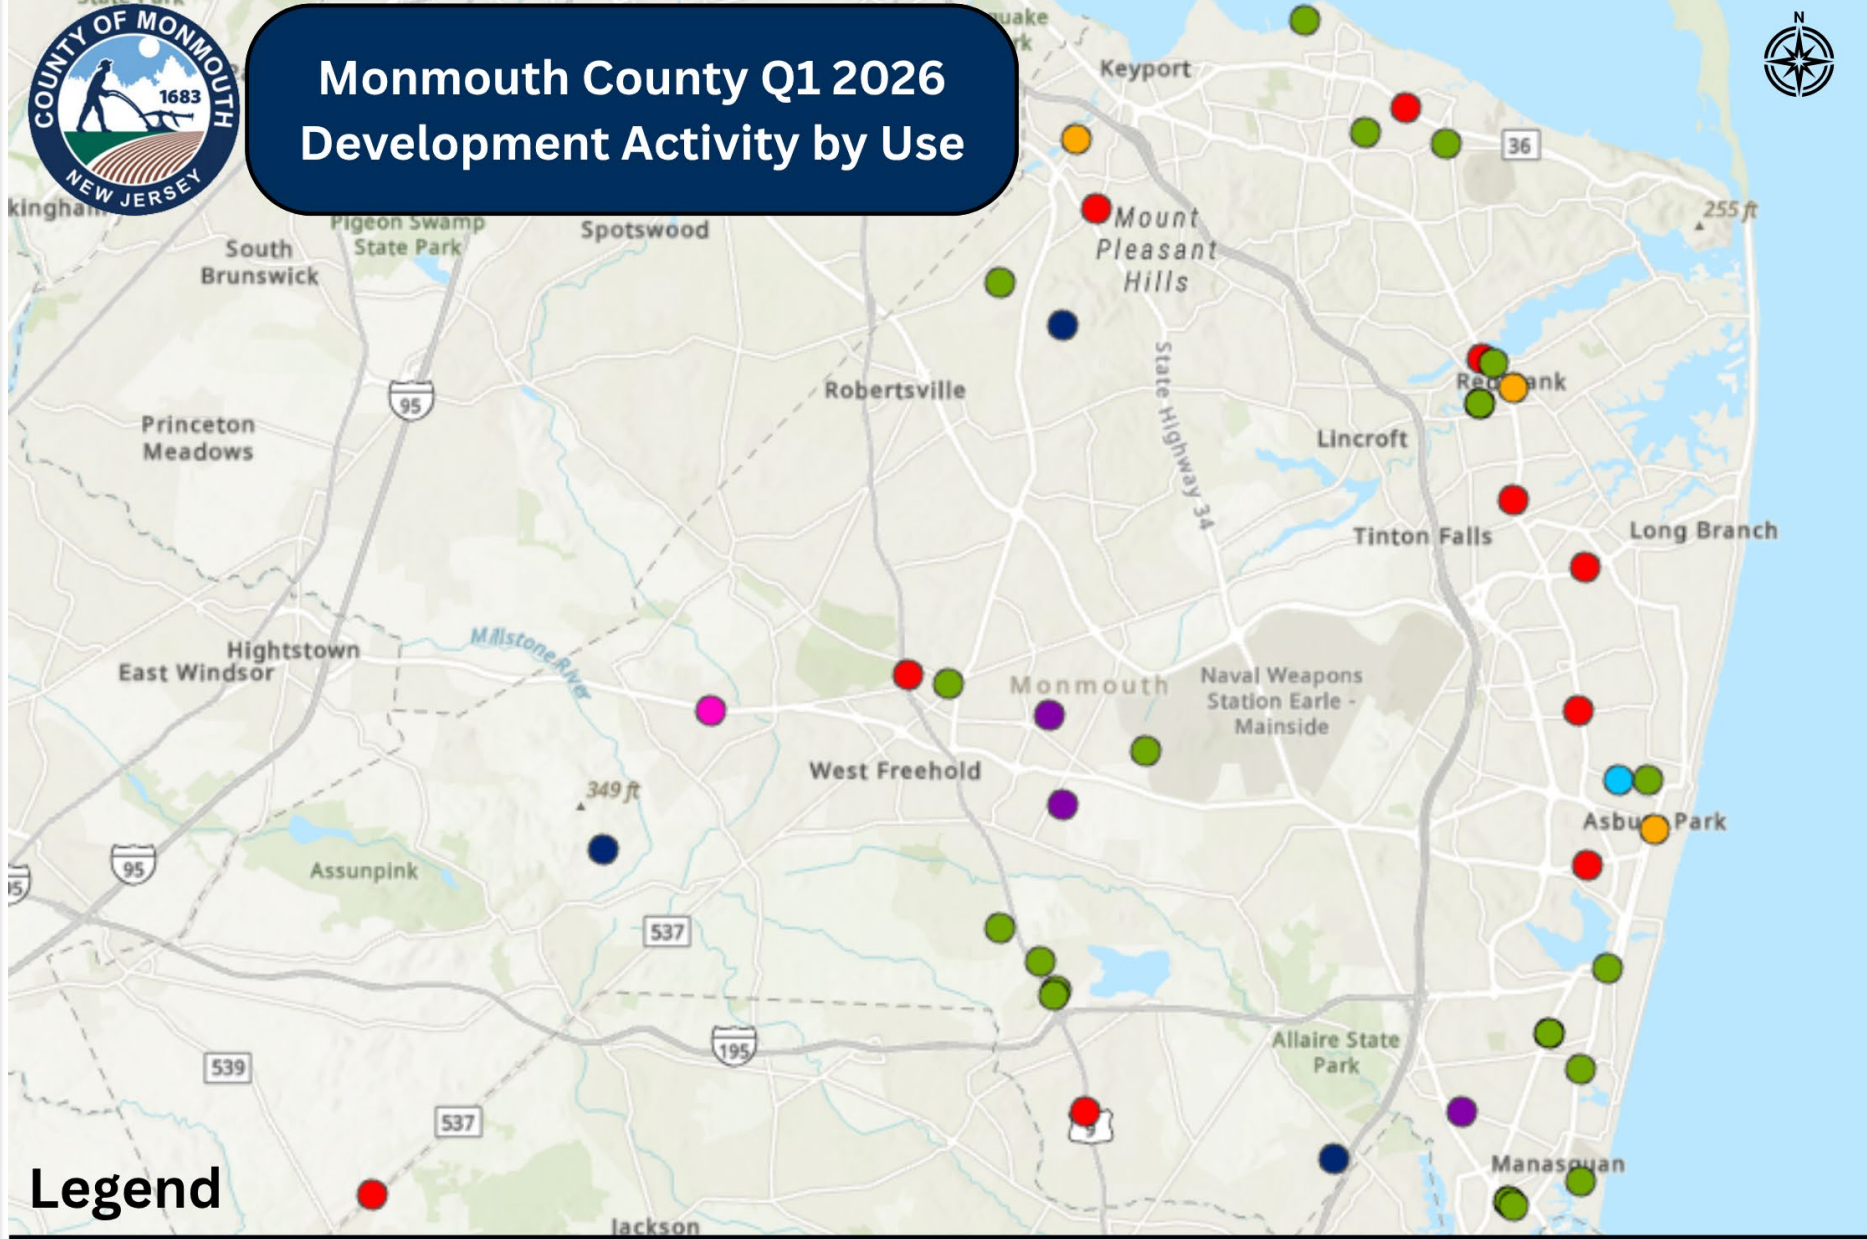 COUNTY OF MONMOUTH
1683
NEW JERSEY
Monmouth County Q1 2026
Development Activity by Use
N
Keyport
36
255 ft
Mount
Pleasant
Hills
Pigeon Swamp
State Park
Spotswood
South
Brunswick
95
Robertsville
State Highway 34
Princeton
Meadows
Lincroft
Tinton Falls
Long Branch
Millstone River
Hightstown
East Windsor
Monmouth
Naval Weapons
Station Earle -
Mainside
West Freehold
349 ft
Park
95
Assunpink
537
195
Allaire State
Park
539
537
9
Manasquan
Legend
Jackson